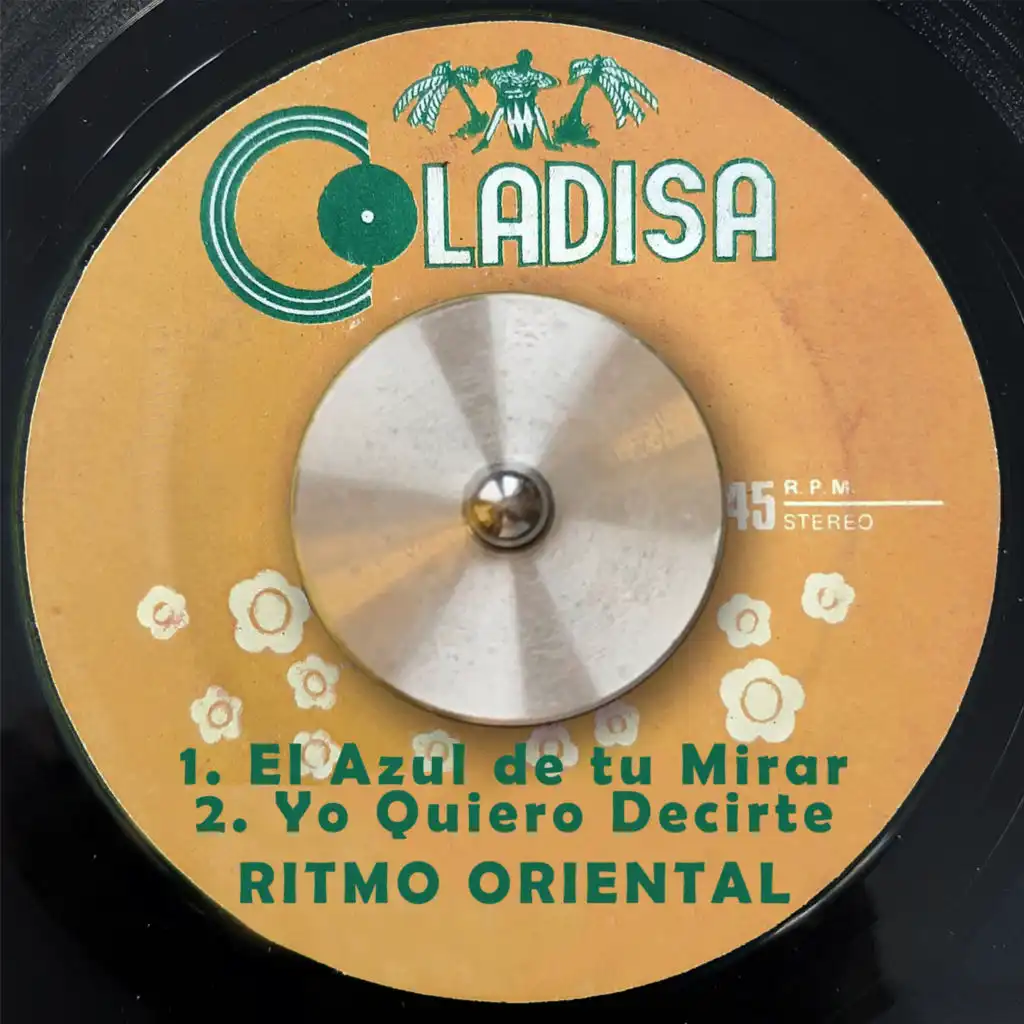 COLADISA
45 R. P. M.
STEREO
1. El Azul de tu Mirar
2. Yo Quiero Decirte
RITMO ORIENTAL